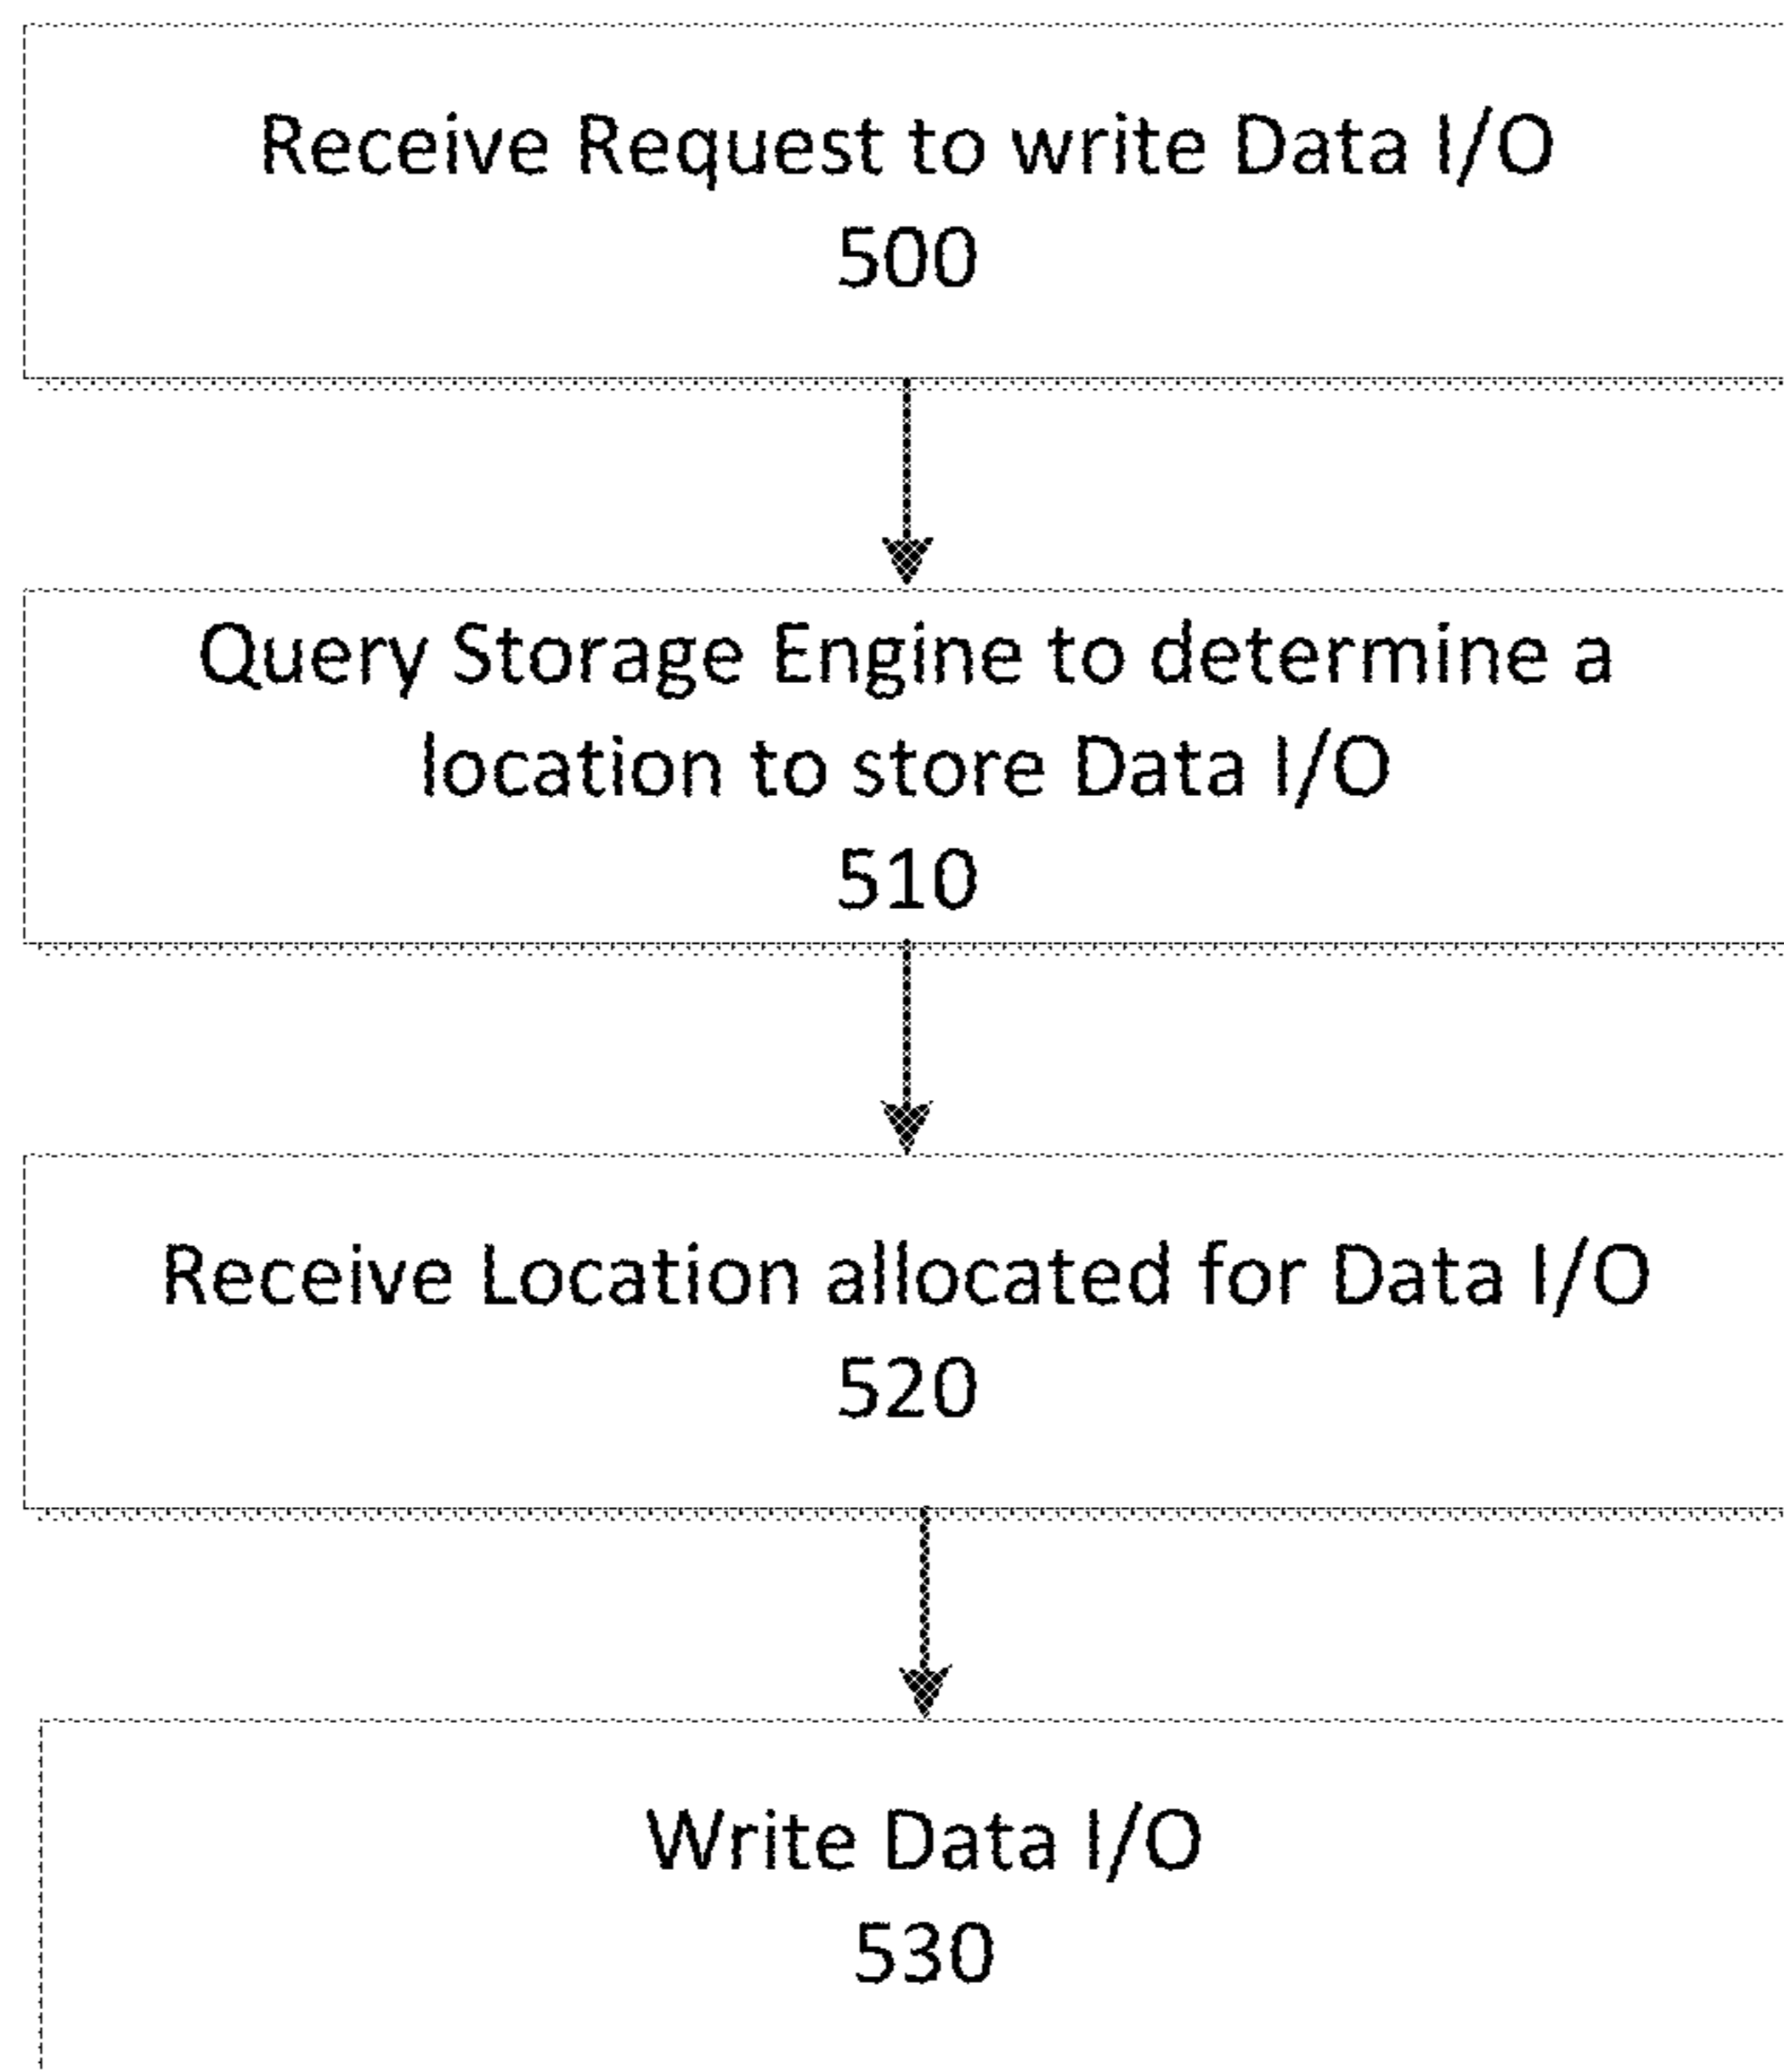 Receive Request to write Data I/O
500
Query Storage Engine to determine a
location to store Data I/O
510
Receive Location allocated for Data I/O
520
Write Data I/O
530